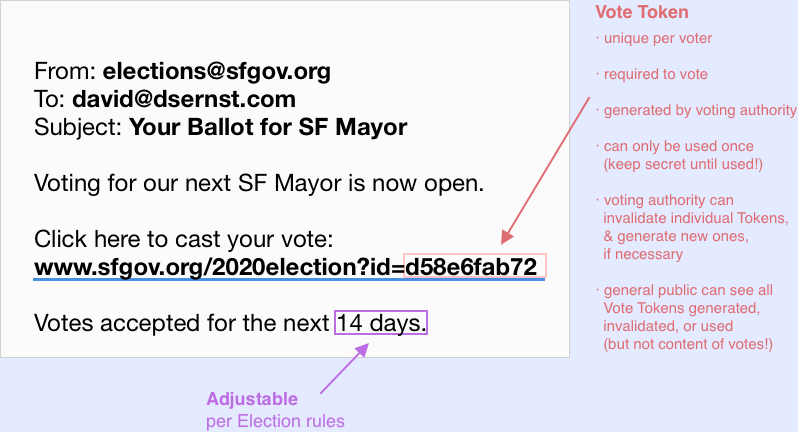 From: elections@sfgov.org
To: david@dsernst.com
Subject: Your Ballot for SF Mayor
Voting for our next SF Mayor is now open.
Click here to cast your vote:
www.sfgov.org/2020election?id=d58e6fab72
Votes accepted for the next 14 days.
Adjustable
per Election rules
Vote Token
· unique per voter
· required to vote
· generated by voting authority
· can only be used once
(keep secret until used!)
· voting authority can
invalidate individual Tokens,
& generate new ones,
if necessary
· general public can see all
Vote Tokens generated,
invalidated, or used
(but not content of votes!)